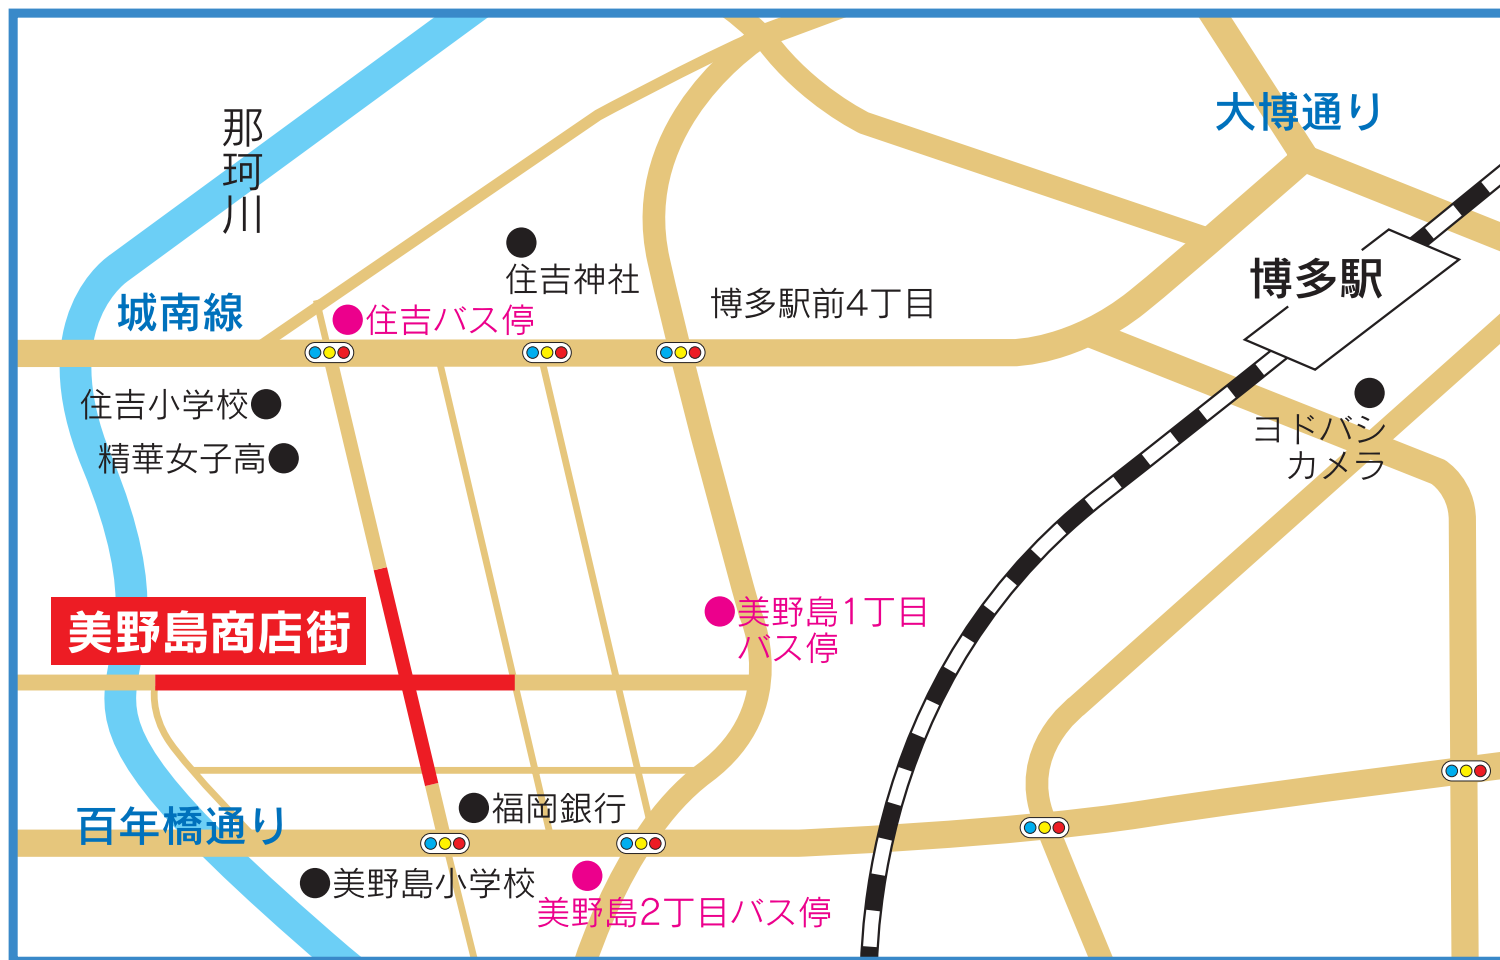 那珂川
大博通り
住吉神社
博多駅
城南線
住吉バス停
博多駅前4丁目
住吉小学校
精華女子高
ヨドバシ
カメラ
美野島商店街
美野島1丁目
バス停
百年橋通り
福岡銀行
美野島小学校
美野島2丁目バス停